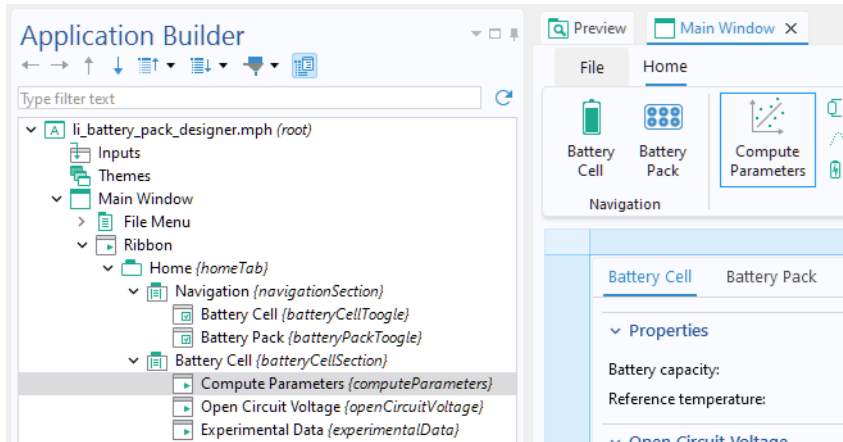 Application Builder
Type filter text
li_battery_pack_designer.mph (root)
Inputs
Themes
Main Window
File Menu
Ribbon
Home {homeTab}
Navigation {navigationSection}
Battery Cell {batteryCellToogle}
Battery Pack {batteryPackToogle}
Battery Cell {batteryCellSection}
Compute Parameters {computeParameters}
Open Circuit Voltage {openCircuitVoltage}
Experimental Data {experimentalData}
Preview
Main Window
File
Home
Battery Cell
Battery Pack
Compute Parameters
Navigation
Battery Cell
Battery Pack
Properties
Battery capacity:
Reference temperature:
Open Circuit Voltage